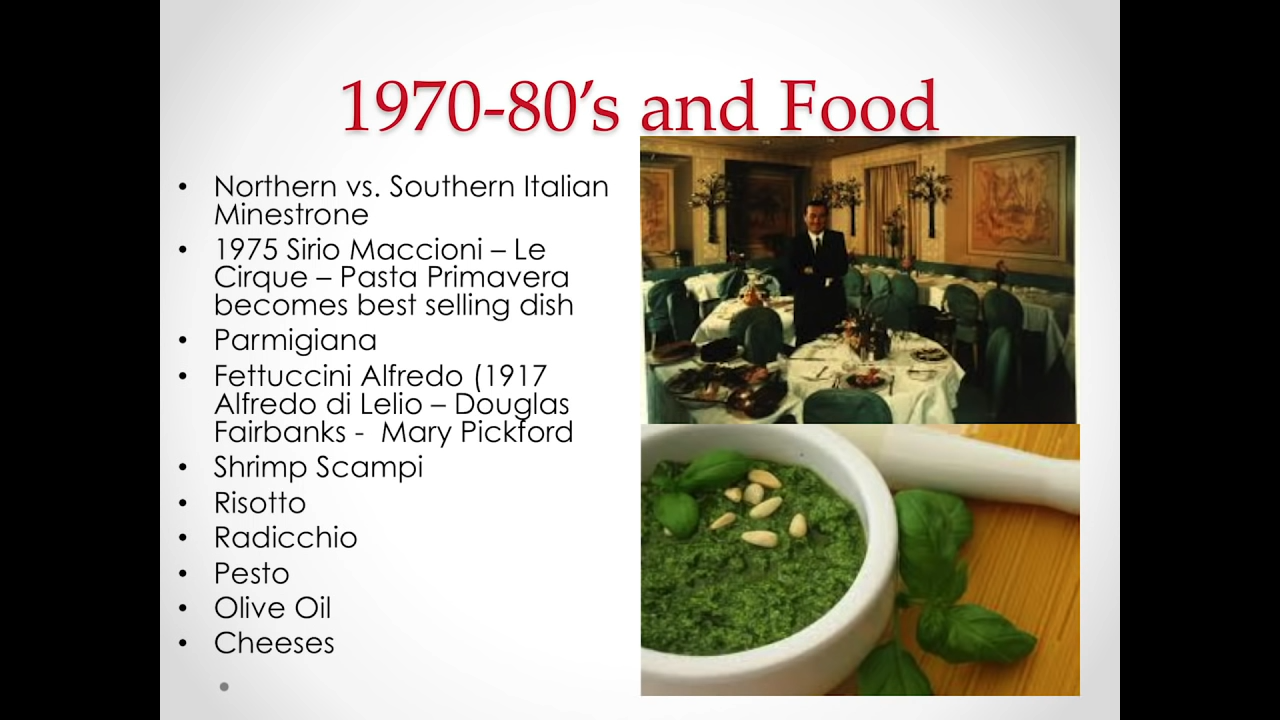 1970-80’s and Food
• Northern vs. Southern Italian
Minestrone
• 1975 Sirio Maccioni – Le
Cirque – Pasta Primavera
becomes best selling dish
• Parmigiana
• Fettuccini Alfredo (1917
Alfredo di Lelio – Douglas
Fairbanks -  Mary Pickford
• Shrimp Scampi
• Risotto
• Radicchio
• Pesto
• Olive Oil
• Cheeses